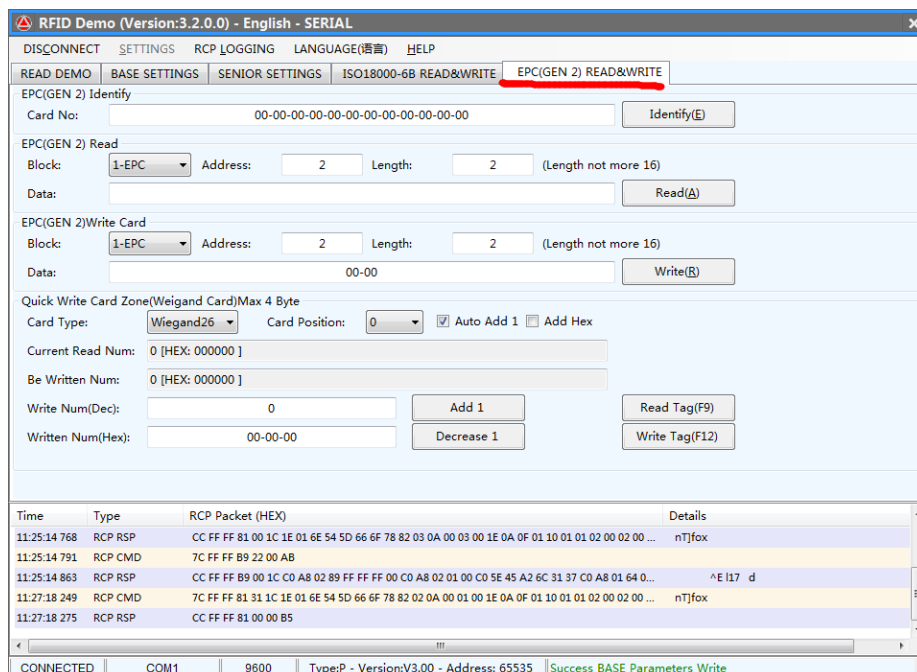 RFID Demo (Version:3.2.0.0) - English - SERIAL
DISCONNECT SETTINGS RCP LOGGING LANGUAGE(语言) HELP
READ DEMO BASE SETTINGS SENIOR SETTINGS ISO18000-6B READ&WRITE EPC(GEN 2) READ&WRITE
EPC(GEN 2) Identify
Card No: 00-00-00-00-00-00-00-00-00-00-00-00 Identify(E)
EPC(GEN 2) Read
Block: 1-EPC Address: 2 Length: 2 (Length not more 16)
Data: Read(A)
EPC(GEN 2)Write Card
Block: 1-EPC Address: 2 Length: 2 (Length not more 16)
Data: 00-00 Write(R)
Quick Write Card Zone(Weigand Card)Max 4 Byte
Card Type: Wiegand26 Card Position: 0 Auto Add 1 Add Hex
Current Read Num: 0 [HEX: 000000 ]
Be Written Num: 0 [HEX: 000000 ]
Write Num(Dec): 0 Add 1 Read Tag(F9)
Written Num(Hex): 00-00-00 Decrease 1 Write Tag(F12)
Time Type RCP Packet (HEX) Details
11:25:14 768 RCP RSP CC FF FF 81 00 1C 1E 01 6E 54 5D 66 6F 78 82 03 0A 00 03 00 1E 0A 0F 01 10 01 01 02 00 02 00 ... nT]fox
11:25:14 791 RCP CMD 7C FF FF B9 22 00 AB
11:25:14 863 RCP RSP CC FF FF B9 00 1C C0 A8 02 89 FF FF FF 00 C0 A8 02 01 00 C0 5E 45 A2 6C 31 37 C0 A8 01 64 0... ^E l17 d
11:27:18 249 RCP CMD 7C FF FF 81 31 1C 1E 01 6E 54 5D 66 6F 78 82 02 0A 00 01 00 1E 0A 0F 01 10 01 01 02 00 02 00 ... nT]fox
11:27:18 275 RCP RSP CC FF FF 81 00 00 B5
CONNECTED COM1 9600 Type:P - Version:V3.00 - Address: 65535 Success BASE Parameters Write